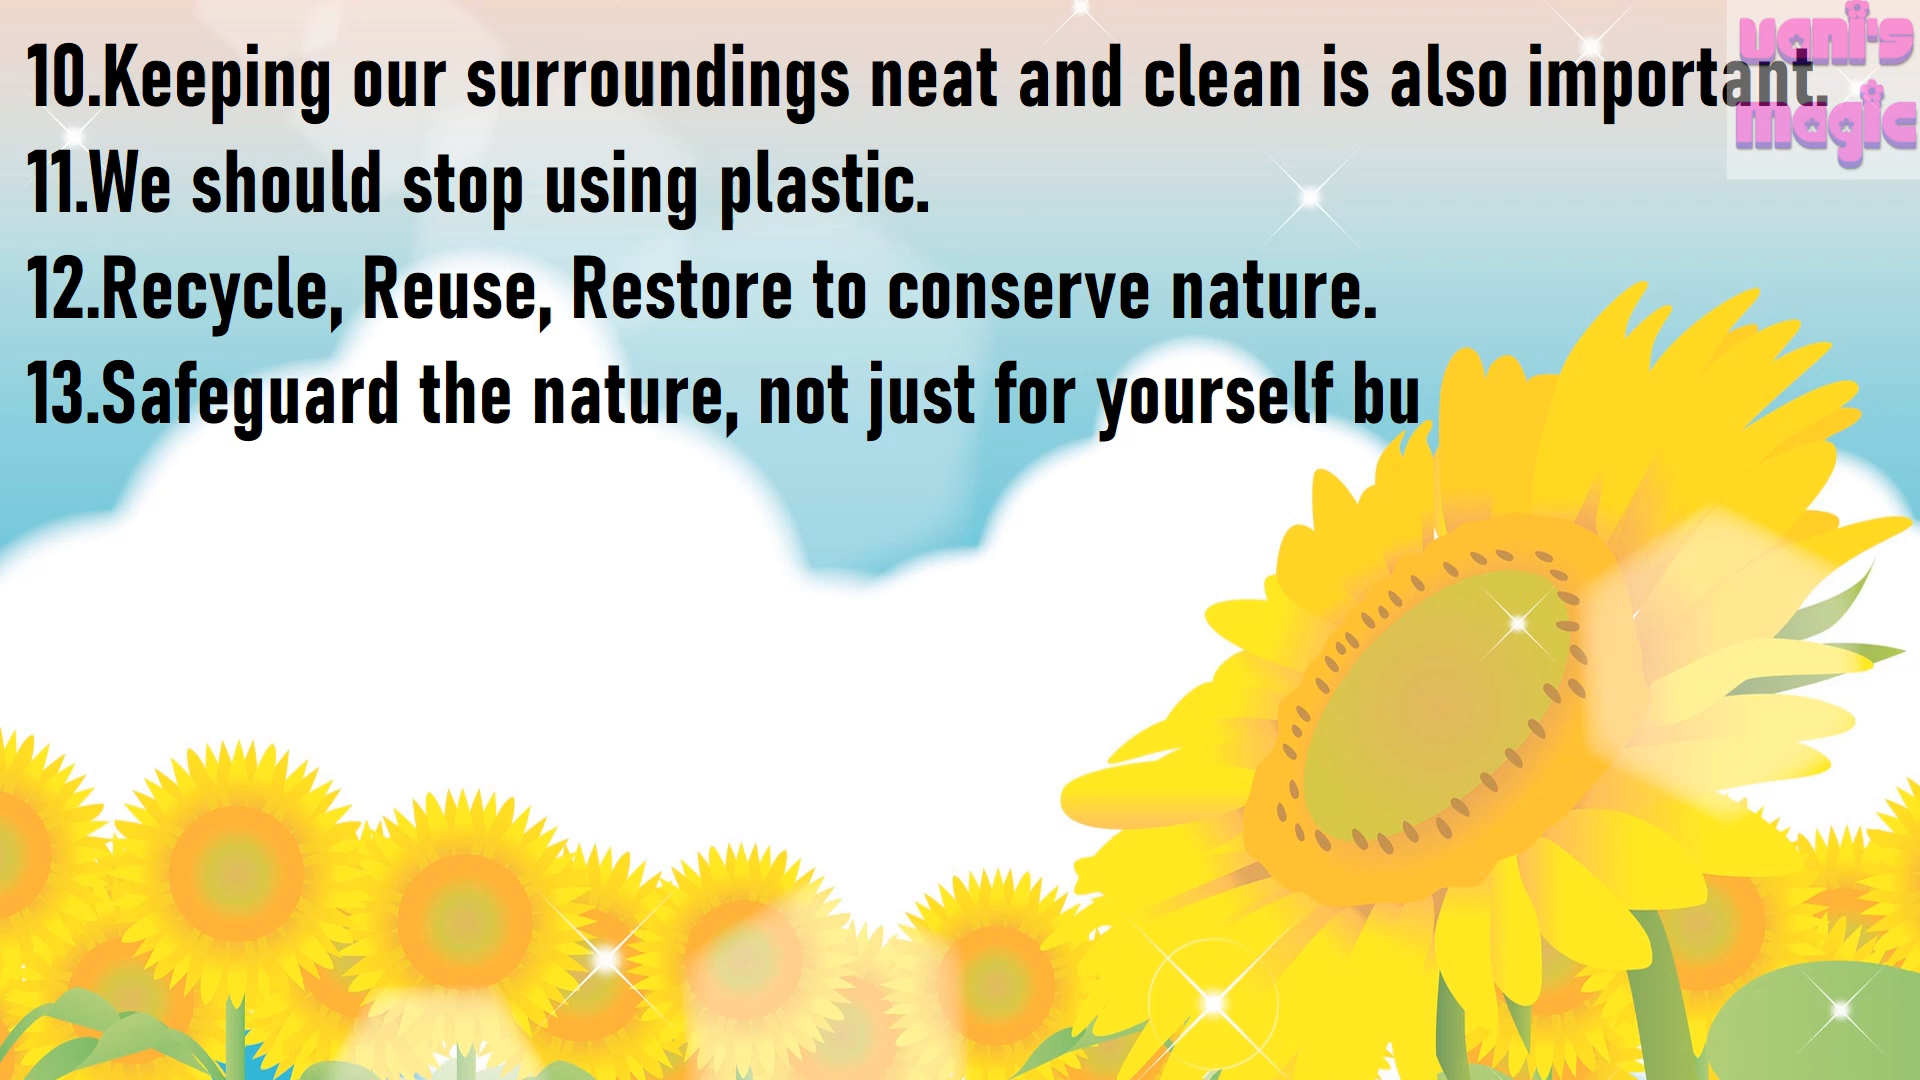 10.Keeping our surroundings neat and clean is also important.
11.We should stop using plastic.
12.Recycle, Reuse, Restore to conserve nature.
13.Safeguard the nature, not just for yourself bu
vani's
magic